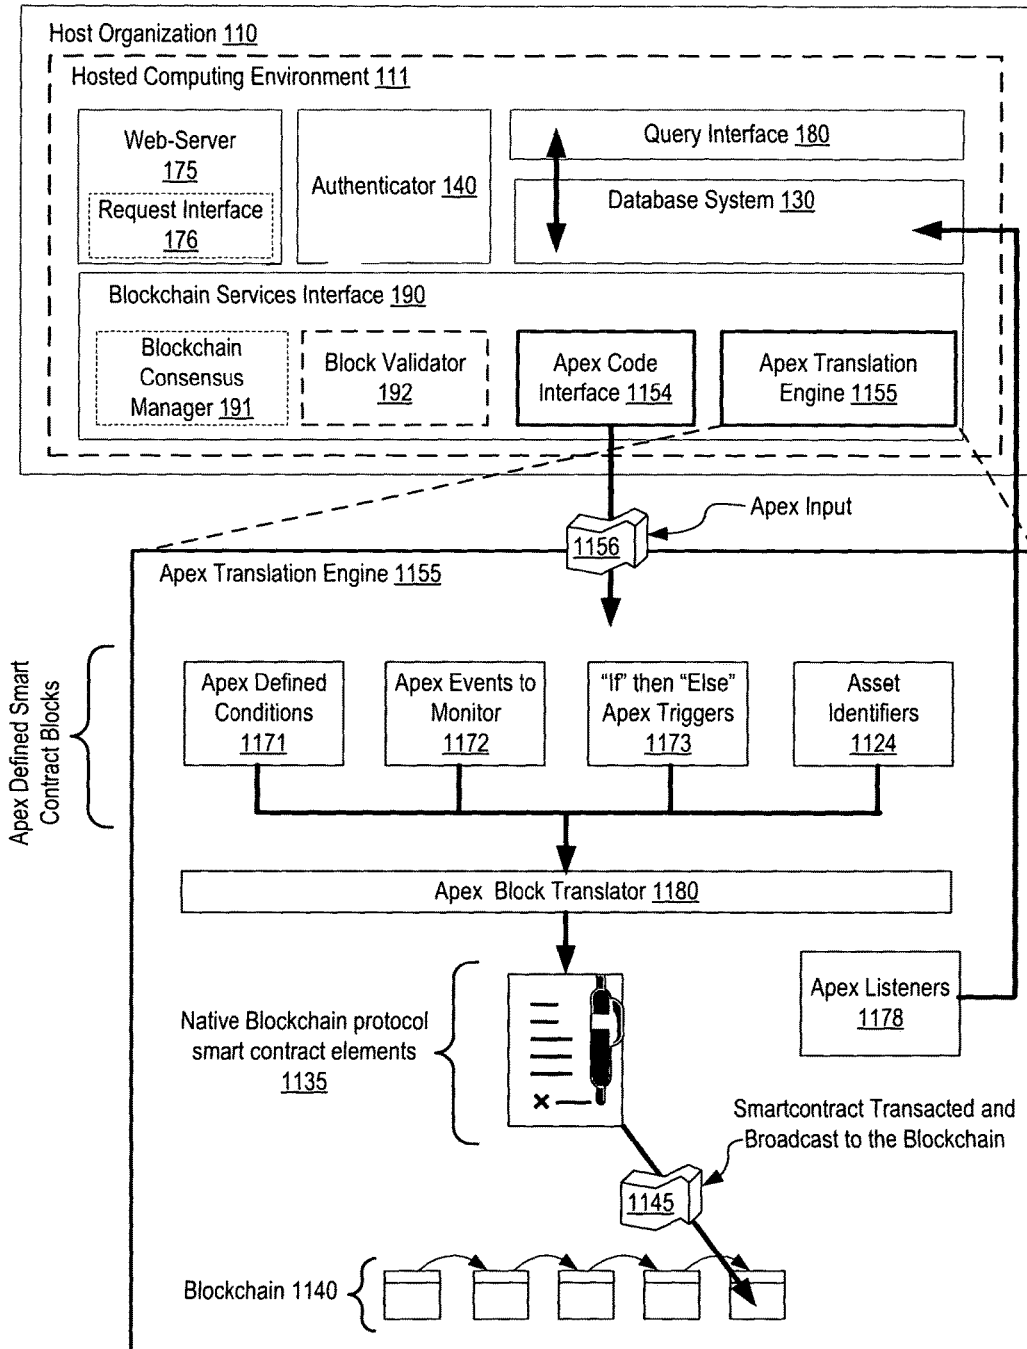 Host Organization 110
Hosted Computing Environment 111
Web-Server
175
Request Interface
176
Authenticator 140
Query Interface 180
Database System 130
Blockchain Services Interface 190
Blockchain
Consensus
Manager 191
Block Validator
192
Apex Code
Interface 1154
Apex Translation
Engine 1155
1156
Apex Input
Apex Translation Engine 1155
Apex Defined Smart
Contract Blocks
Apex Defined
Conditions
1171
Apex Events to
Monitor
1172
"If" then "Else"
Apex Triggers
1173
Asset
Identifiers
1124
Apex Block Translator 1180
Native Blockchain protocol
smart contract elements
1135
Apex Listeners
1178
Smartcontract Transacted and
Broadcast to the Blockchain
1145
Blockchain 1140